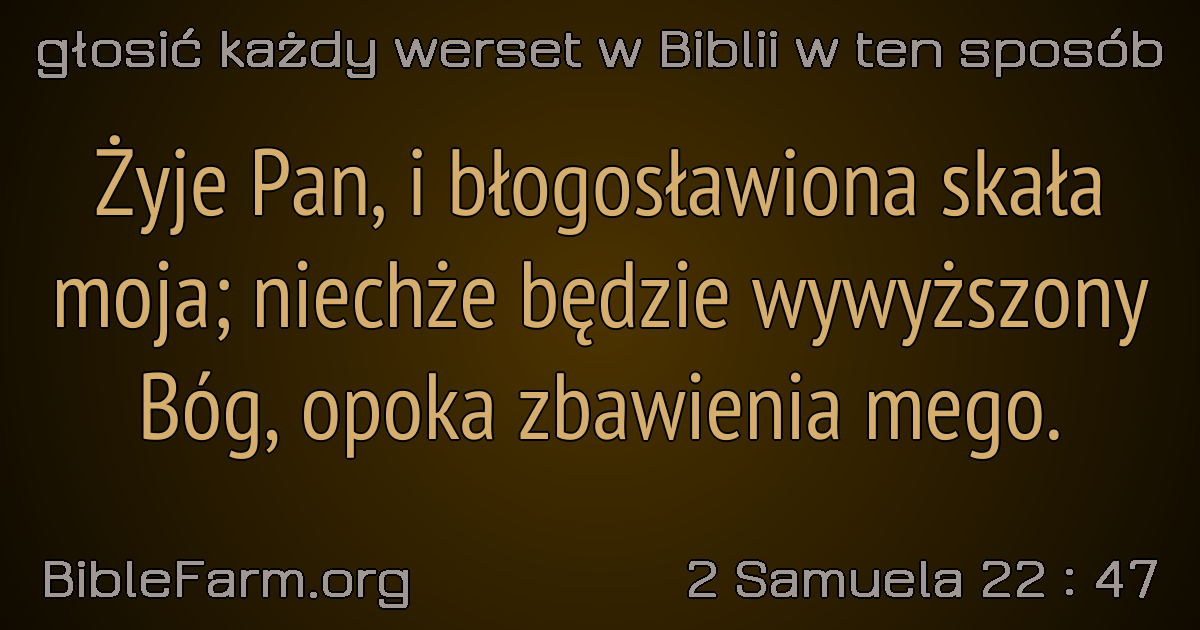 głosić każdy werset w Biblii w ten sposób
Żyje Pan, i błogosławiona skała
moja; niechże będzie wywyższony
Bóg, opoka zbawienia mego.
BibleFarm.org
2 Samuela 22 : 47